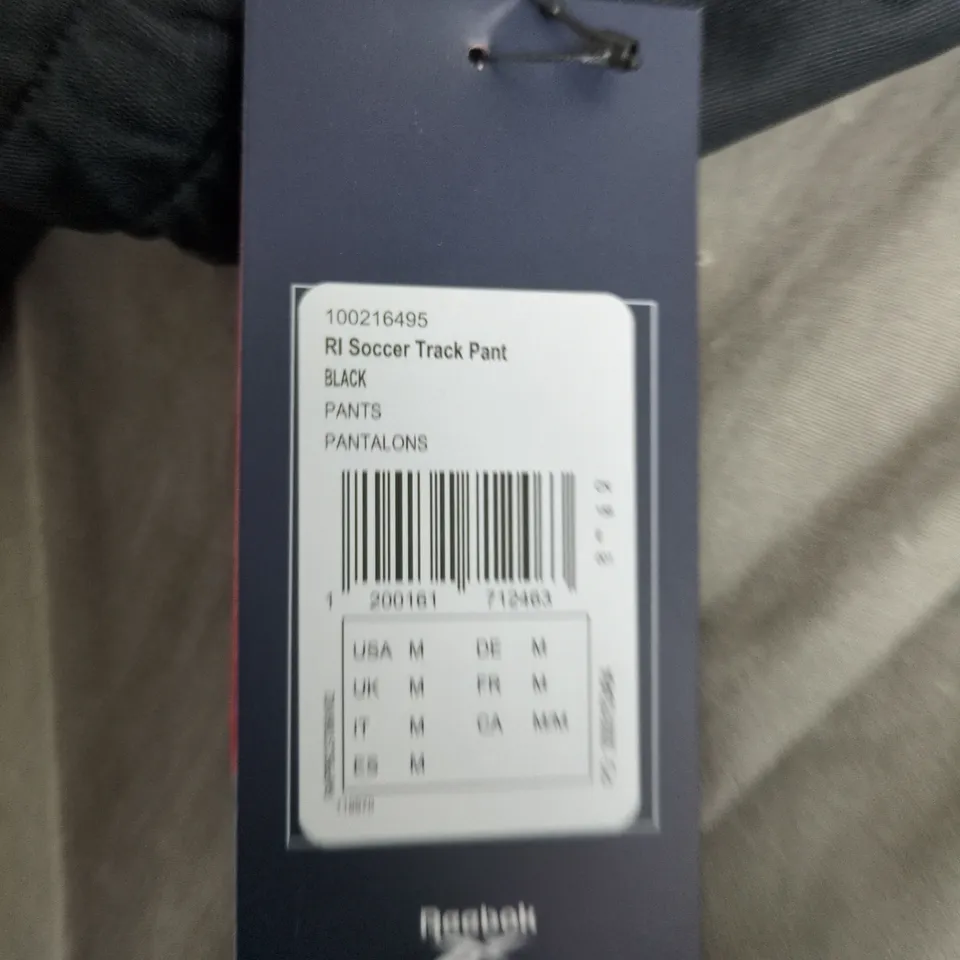 100216495
RI Soccer Track Pant
BLACK
PANTS
PANTALONS
1 200161 712463
USA M DE M
UK M FR M
IT M CA M/M
ES M
Reebok